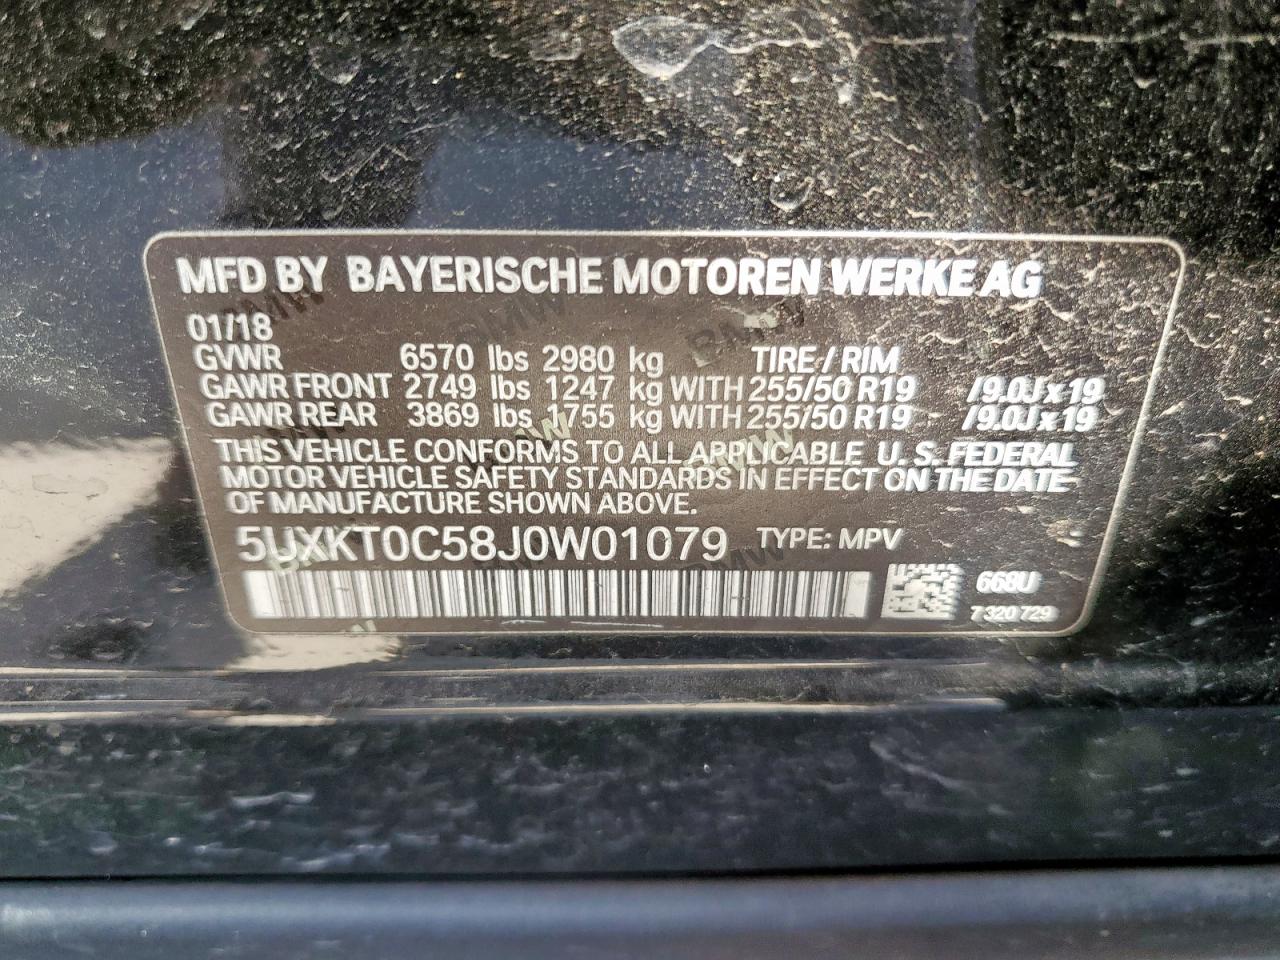 MFD BY BAYERISCHE MOTOREN WERKE AG
01/18
GVWR 6570 lbs 2980 kg TIRE / RIM
GAWR FRONT 2749 lbs 1247 kg WITH 255/50 R19 /9.0J x 19
GAWR REAR 3869 lbs 1755 kg WITH 255/50 R19 /9.0J x 19
THIS VEHICLE CONFORMS TO ALL APPLICABLE U.S. FEDERAL
MOTOR VEHICLE SAFETY STANDARDS IN EFFECT ON THE DATE
OF MANUFACTURE SHOWN ABOVE.
5UXKT0C58J0W01079 TYPE: MPV
668U
7 320 729